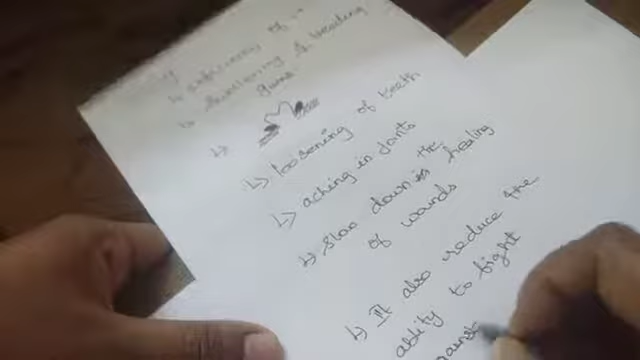 of
swelling & bleeding
gums
loosening of teeth
aching in joints
slow down in the healing
of wounds
It also reduce the
ability to fight